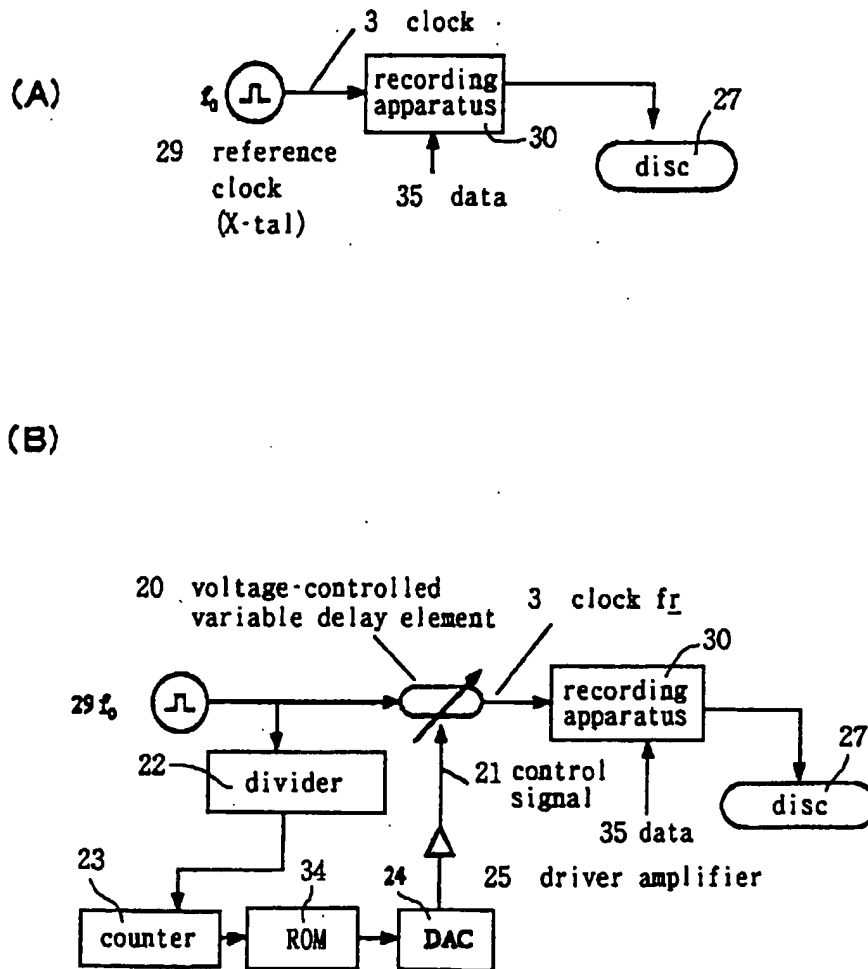 3 clock
(A)
f₀
recording
apparatus
30
27
29 reference
clock
(X-tal)
35 data
disc
(B)
20 voltage-controlled
variable delay element
3 clock fr
30
29 f₀
recording
apparatus
27
22
divider
21 control
signal
disc
35 data
23
34
24
25 driver amplifier
counter
ROM
DAC